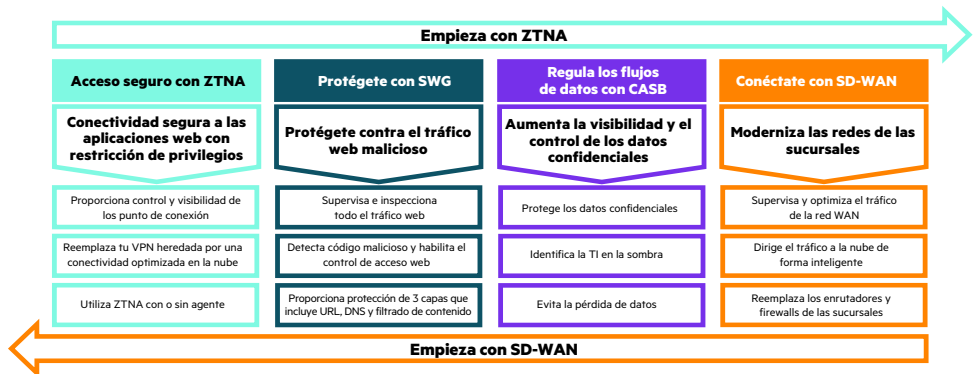 Empieza con ZTNA
Acceso seguro con ZTNA
Conectividad segura a las
aplicaciones web con
restricción de privilegios
Proporciona control y visibilidad de
los punto de conexión
Reemplaza tu VPN heredada por una
conectividad optimizada en la nube
Utiliza ZTNA con o sin agente
Protégete con SWG
Protégete contra el tráfico
web malicioso
Supervisa e inspecciona
todo el tráfico web
Detecta código malicioso y habilita el
control de acceso web
Proporciona protección de 3 capas que
incluye URL, DNS y filtrado de contenido
Regula los flujos
de datos con CASB
Aumenta la visibilidad y el
control de los datos
confidenciales
Protege los datos confidenciales
Identifica la TI en la sombra
Evita la pérdida de datos
Conéctate con SD-WAN
Moderniza las redes de las
sucursales
Supervisa y optimiza el tráfico
de la red WAN
Dirige el tráfico a la nube de
forma inteligente
Reemplaza los enrutadores y
firewalls de las sucursales
Empieza con SD-WAN